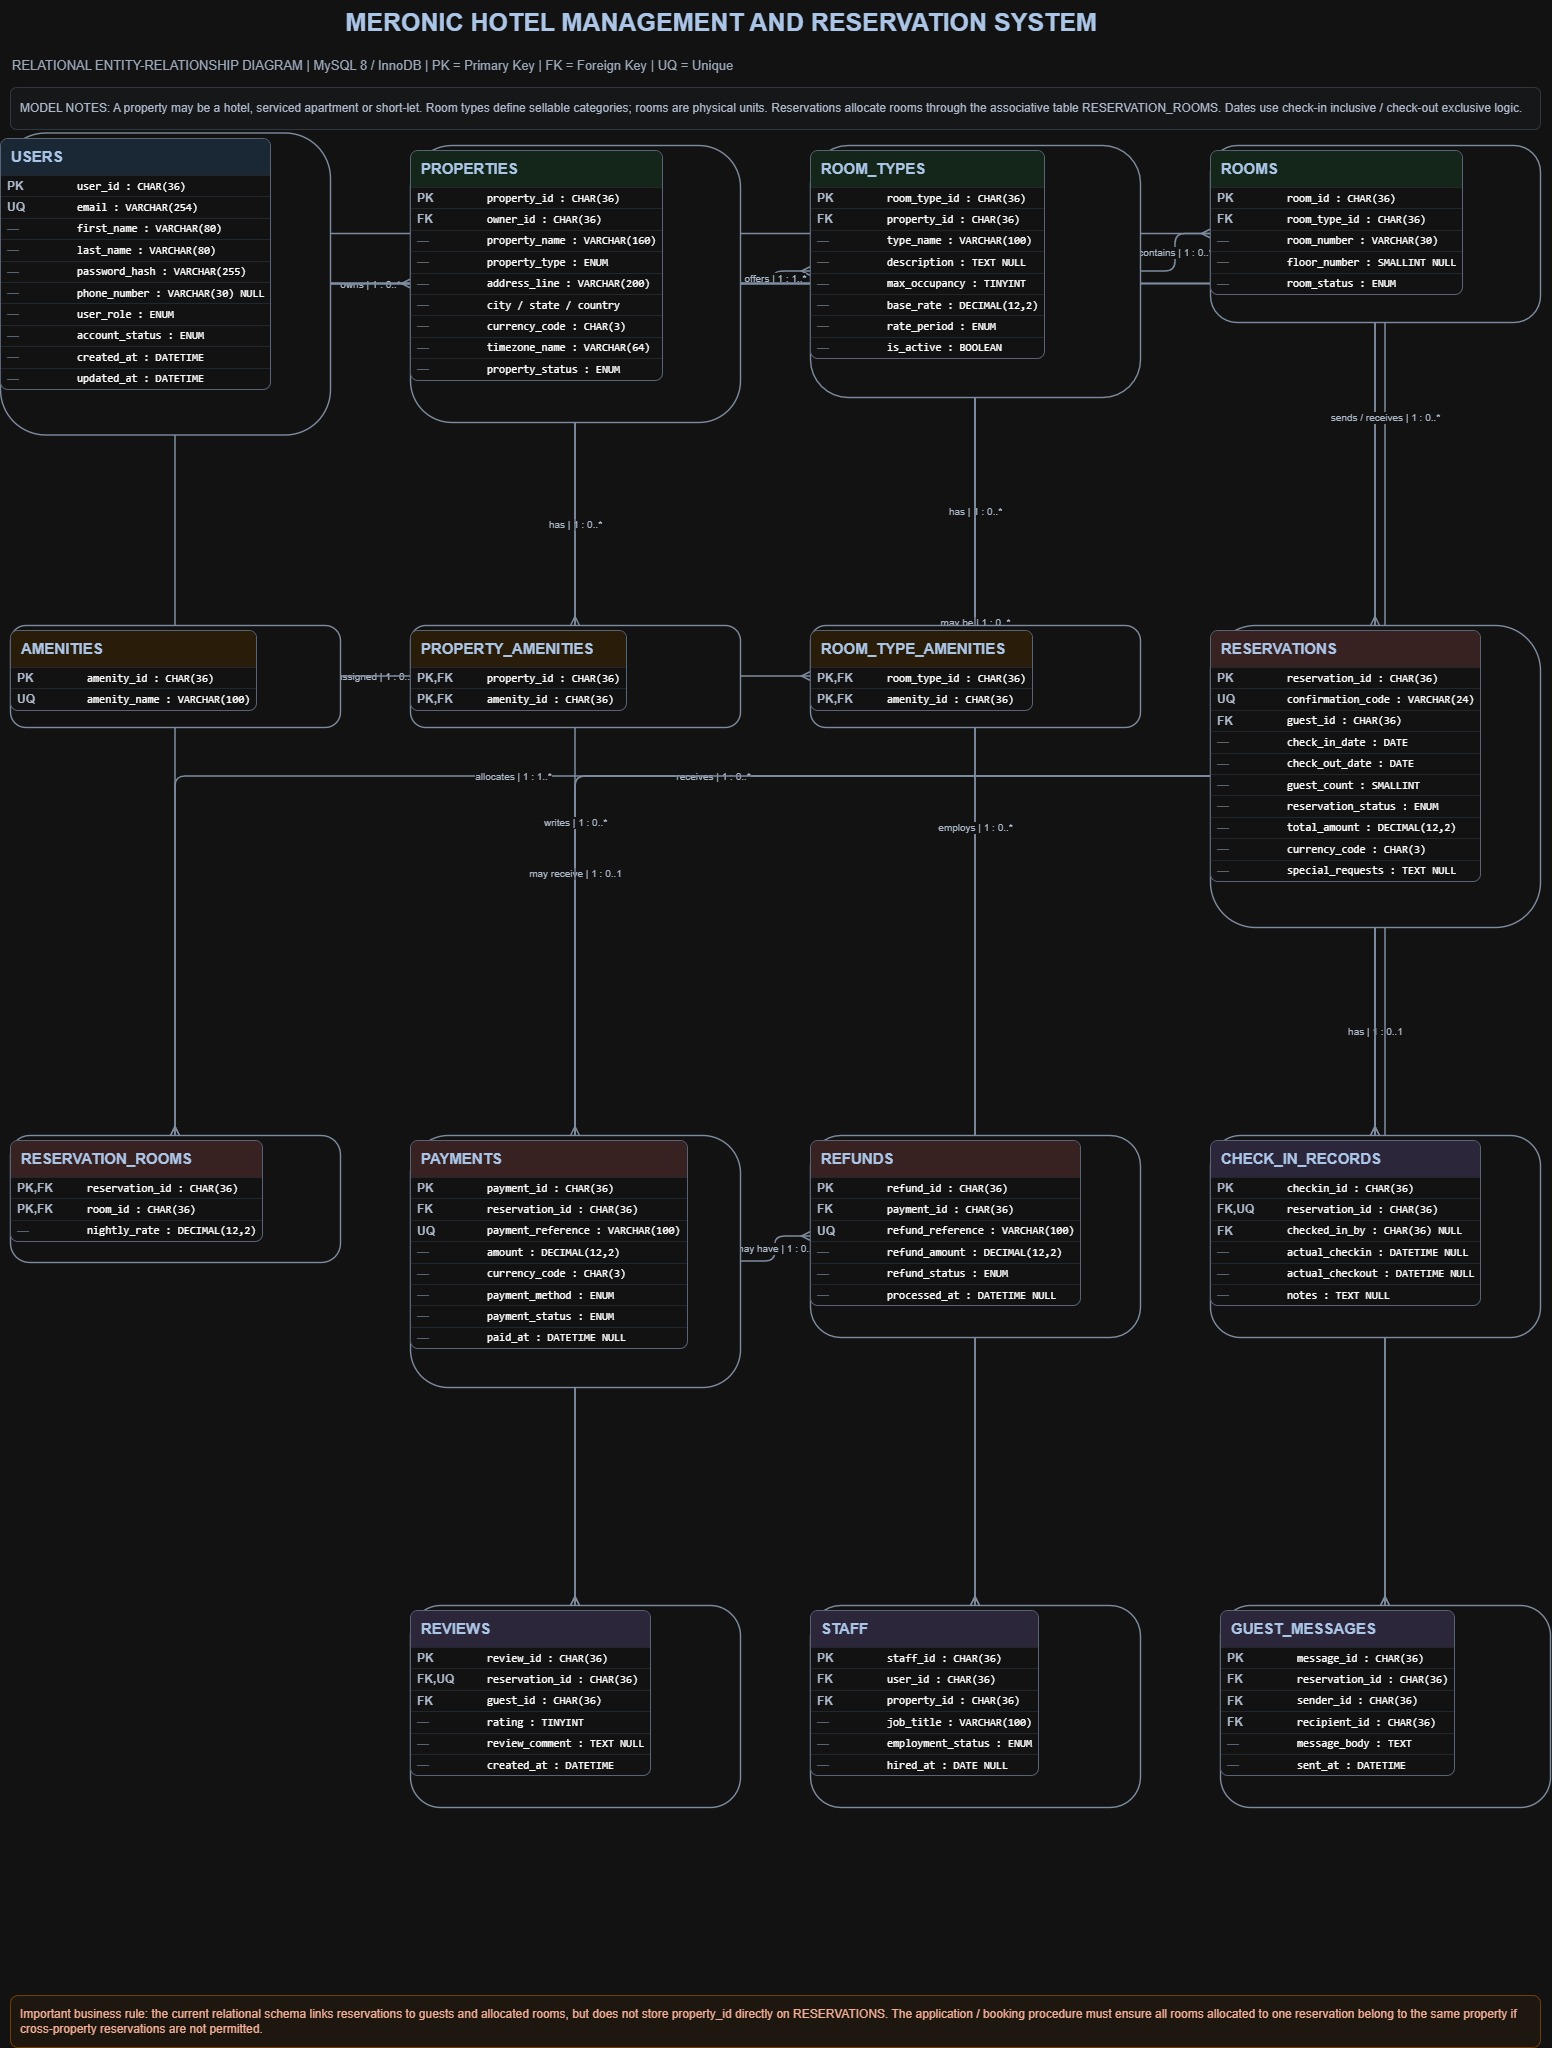 MERONIC HOTEL MANAGEMENT AND RESERVATION SYSTEM
RELATIONAL ENTITY-RELATIONSHIP DIAGRAM | MySQL 8 / InnoDB | PK = Primary Key | FK = Foreign Key | UQ = Unique
MODEL NOTES: A property may be a hotel, serviced apartment or short-let. Room types define sellable categories; rooms are physical units. Reservations allocate rooms through the associative table RESERVATION_ROOMS. Dates use check-in inclusive / check-out exclusive logic.
USERS
PK user_id : CHAR(36)
UQ email : VARCHAR(254)
— first_name : VARCHAR(80)
— last_name : VARCHAR(80)
— password_hash : VARCHAR(255)
— phone_number : VARCHAR(30) NULL
— user_role : ENUM
— account_status : ENUM
— created_at : DATETIME
— updated_at : DATETIME
owns | 1 : 0..*
PROPERTIES
PK property_id : CHAR(36)
FK owner_id : CHAR(36)
— property_name : VARCHAR(160)
— property_type : ENUM
— address_line : VARCHAR(200)
— city / state / country
— currency_code : CHAR(3)
— timezone_name : VARCHAR(64)
— property_status : ENUM
offers | 1 : 1..*
ROOM_TYPES
PK room_type_id : CHAR(36)
FK property_id : CHAR(36)
— type_name : VARCHAR(100)
— description : TEXT NULL
— max_occupancy : TINYINT
— base_rate : DECIMAL(12,2)
— rate_period : ENUM
— is_active : BOOLEAN
contains | 1 : 0..
ROOMS
PK room_id : CHAR(36)
FK room_type_id : CHAR(36)
— room_number : VARCHAR(30)
— floor_number : SMALLINT NULL
— room_status : ENUM
sends / receives | 1 : 0..*
has | 1 : 0..*
has | 1 : 0..*
may be | 1 : 0..*
AMENITIES
PK amenity_id : CHAR(36)
UQ amenity_name : VARCHAR(100)
ssigned | 1 : 0..
PROPERTY_AMENITIES
PK,FK property_id : CHAR(36)
PK,FK amenity_id : CHAR(36)
ROOM_TYPE_AMENITIES
PK,FK room_type_id : CHAR(36)
PK,FK amenity_id : CHAR(36)
RESERVATIONS
PK reservation_id : CHAR(36)
UQ confirmation_code : VARCHAR(24)
FK guest_id : CHAR(36)
— check_in_date : DATE
— check_out_date : DATE
— guest_count : SMALLINT
— reservation_status : ENUM
— total_amount : DECIMAL(12,2)
— currency_code : CHAR(3)
— special_requests : TEXT NULL
allocates | 1 : 1..*
receives | 1 : 0..*
writes | 1 : 0..*
employs | 1 : 0..*
may receive | 1 : 0..1
has | 1 : 0..1
RESERVATION_ROOMS
PK,FK reservation_id : CHAR(36)
PK,FK room_id : CHAR(36)
— nightly_rate : DECIMAL(12,2)
PAYMENTS
PK payment_id : CHAR(36)
FK reservation_id : CHAR(36)
UQ payment_reference : VARCHAR(100)
— amount : DECIMAL(12,2)
— currency_code : CHAR(3)
— payment_method : ENUM
— payment_status : ENUM
— paid_at : DATETIME NULL
may have | 1 : 0..
REFUNDS
PK refund_id : CHAR(36)
FK payment_id : CHAR(36)
UQ refund_reference : VARCHAR(100)
— refund_amount : DECIMAL(12,2)
— refund_status : ENUM
— processed_at : DATETIME NULL
CHECK_IN_RECORDS
PK checkin_id : CHAR(36)
FK,UQ reservation_id : CHAR(36)
FK checked_in_by : CHAR(36) NULL
— actual_checkin : DATETIME NULL
— actual_checkout : DATETIME NULL
— notes : TEXT NULL
REVIEWS
PK review_id : CHAR(36)
FK,UQ reservation_id : CHAR(36)
FK guest_id : CHAR(36)
— rating : TINYINT
— review_comment : TEXT NULL
— created_at : DATETIME
STAFF
PK staff_id : CHAR(36)
FK user_id : CHAR(36)
FK property_id : CHAR(36)
— job_title : VARCHAR(100)
— employment_status : ENUM
— hired_at : DATE NULL
GUEST_MESSAGES
PK message_id : CHAR(36)
FK reservation_id : CHAR(36)
FK sender_id : CHAR(36)
FK recipient_id : CHAR(36)
— message_body : TEXT
— sent_at : DATETIME
Important business rule: the current relational schema links reservations to guests and allocated rooms, but does not store property_id directly on RESERVATIONS. The application / booking procedure must ensure all rooms allocated to one reservation belong to the same property if
cross-property reservations are not permitted.